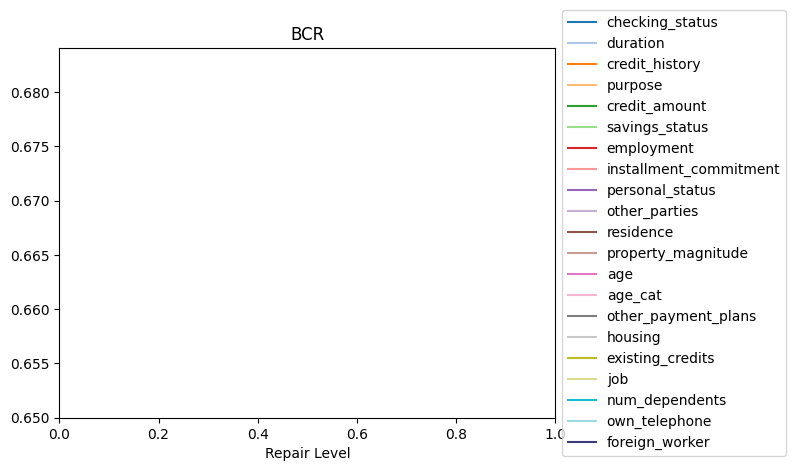 BCR
0.680
0.675
0.670
0.665
0.660
0.655
0.650
0.0 0.2 0.4 0.6 0.8 1.0
Repair Level
checking_status
duration
credit_history
purpose
credit_amount
savings_status
employment
installment_commitment
personal_status
other_parties
residence
property_magnitude
age
age_cat
other_payment_plans
housing
existing_credits
job
num_dependents
own_telephone
foreign_worker